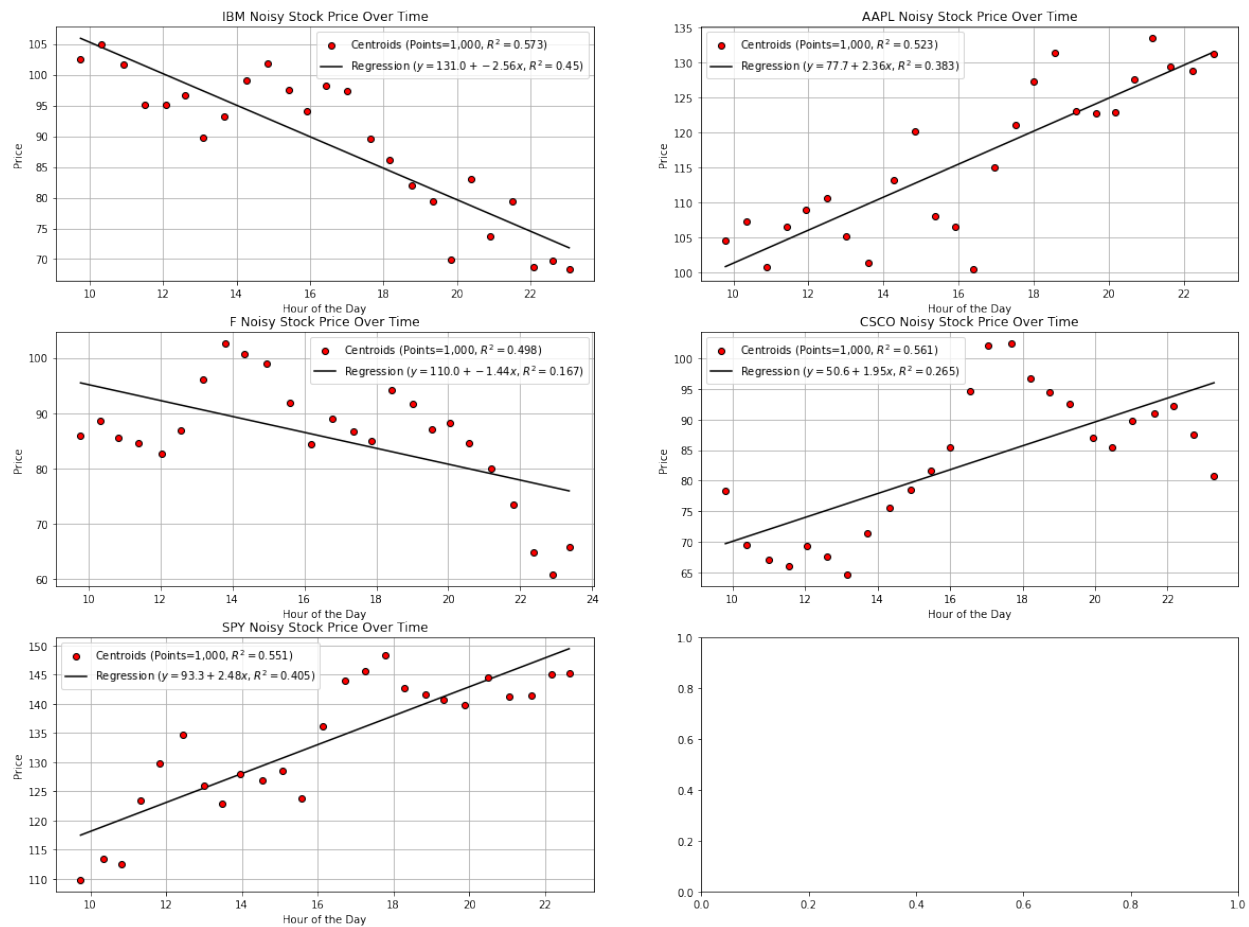 IBM Noisy Stock Price Over Time
Centroids (Points=1,000, R² = 0.573)
Regression (y = 131.0 + −2.56x, R² = 0.45)
105
100
95
90
85
80
75
70
Price
10 12 14 16 18 20 22
Hour of the Day
AAPL Noisy Stock Price Over Time
Centroids (Points=1,000, R² = 0.523)
Regression (y = 77.7 + 2.36x, R² = 0.383)
135
130
125
120
115
110
105
100
Price
10 12 14 16 18 20 22
Hour of the Day
F Noisy Stock Price Over Time
Centroids (Points=1,000, R² = 0.498)
Regression (y = 110.0 + −1.44x, R² = 0.167)
100
90
80
70
60
Price
10 12 14 16 18 20 22 24
Hour of the Day
CSCO Noisy Stock Price Over Time
Centroids (Points=1,000, R² = 0.561)
Regression (y = 50.6 + 1.95x, R² = 0.265)
100
95
90
85
80
75
70
65
Price
10 12 14 16 18 20 22
Hour of the Day
SPY Noisy Stock Price Over Time
Centroids (Points=1,000, R² = 0.551)
Regression (y = 93.3 + 2.48x, R² = 0.405)
150
145
140
135
130
125
120
115
110
Price
10 12 14 16 18 20 22
Hour of the Day
1.0
0.8
0.6
0.4
0.2
0.0
0.0 0.2 0.4 0.6 0.8 1.0